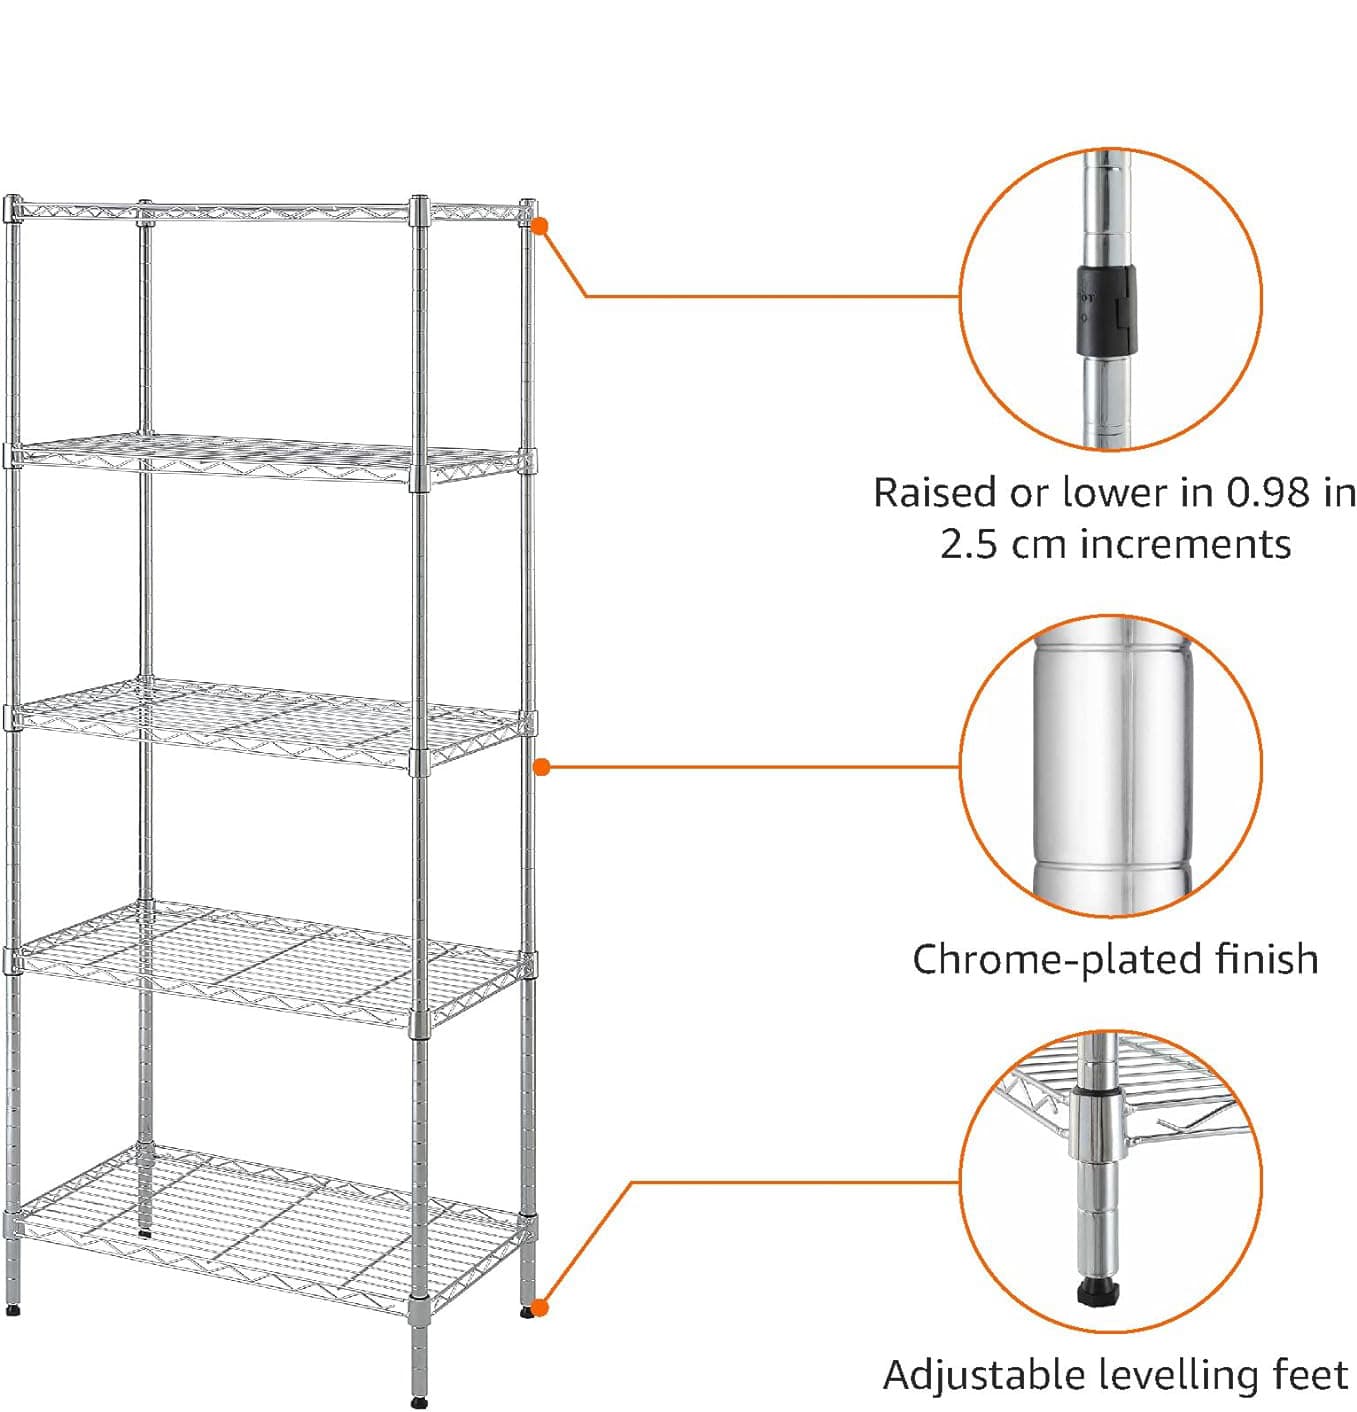 Raised or lower in 0.98 in
2.5 cm increments
Chrome-plated finish
Adjustable levelling feet